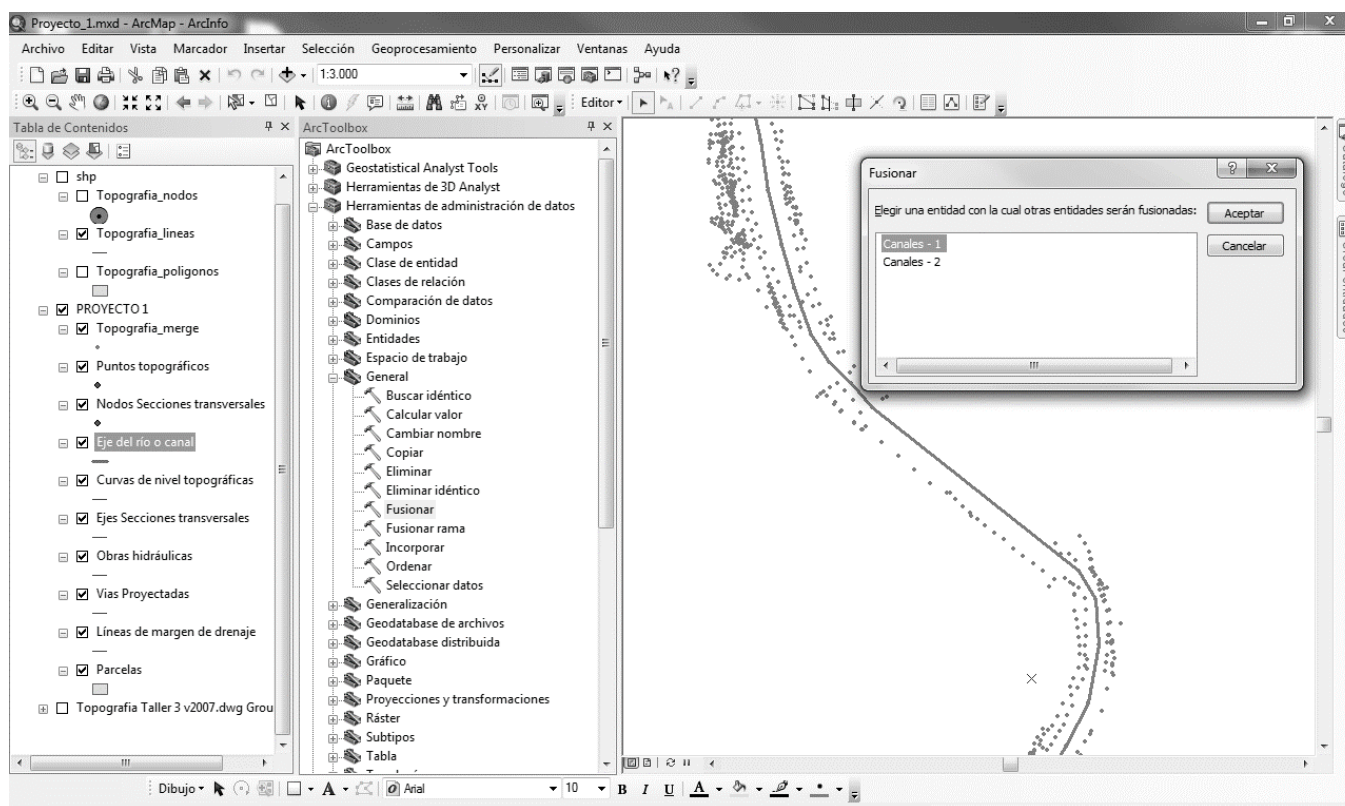 Proyecto_1.mxd - ArcMap - ArcInfo
Archivo Editar Vista Marcador Insertar Selección Geoprocesamiento Personalizar Ventanas Ayuda
1:3.000
Editor
Tabla de Contenidos
shp
Topografia_nodos
Topografia_lineas
Topografia_poligonos
PROYECTO 1
Topografia_merge
Puntos topográficos
Nodos Secciones transversales
Eje del río o canal
Curvas de nivel topográficas
Ejes Secciones transversales
Obras hidráulicas
Vias Proyectadas
Líneas de margen de drenaje
Parcelas
Topografia Taller 3 v2007.dwg Grou
ArcToolbox
ArcToolbox
Geostatistical Analyst Tools
Herramientas de 3D Analyst
Herramientas de administración de datos
Base de datos
Campos
Clase de entidad
Clases de relación
Comparación de datos
Dominios
Entidades
Espacio de trabajo
General
Buscar idéntico
Calcular valor
Cambiar nombre
Copiar
Eliminar
Eliminar idéntico
Fusionar
Fusionar rama
Incorporar
Ordenar
Seleccionar datos
Generalización
Geodatabase de archivos
Geodatabase distribuida
Gráfico
Paquete
Proyecciones y transformaciones
Ráster
Subtipos
Tabla
Fusionar
Elegir una entidad con la cual otras entidades serán fusionadas:
Aceptar
Canales - 1
Cancelar
Canales - 2
Dibujo
A
Arial
10
B I U A